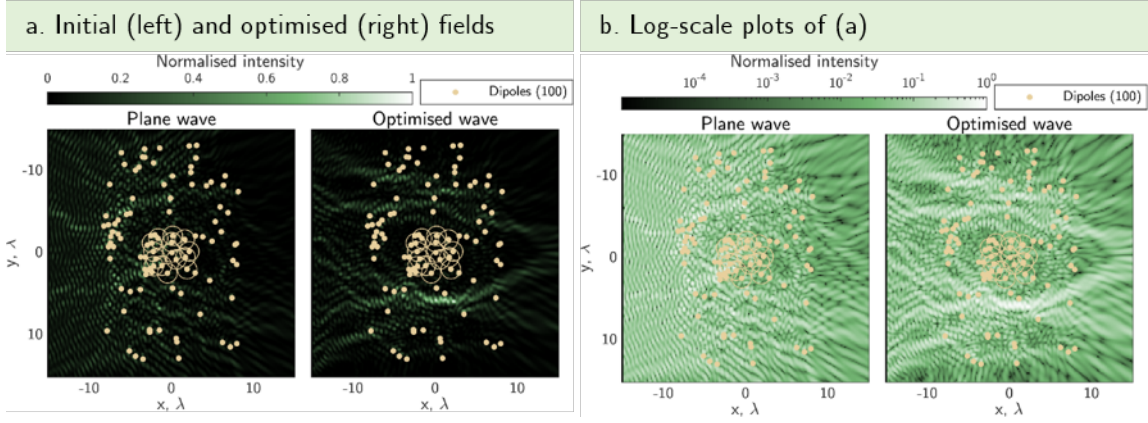 a. Initial (left) and optimised (right) fields
Normalised intensity
0 0.2 0.4 0.6 0.8 1
Dipoles (100)
Plane wave
Optimised wave
-10
0
10
y, λ
-10 0 10
-10 0 10
x, λ
x, λ
b. Log-scale plots of (a)
Normalised intensity
10⁻⁴ 10⁻³ 10⁻² 10⁻¹ 10⁰
Dipoles (100)
Plane wave
Optimised wave
-10
0
10
y, λ
-10 0 10
-10 0 10
x, λ
x, λ